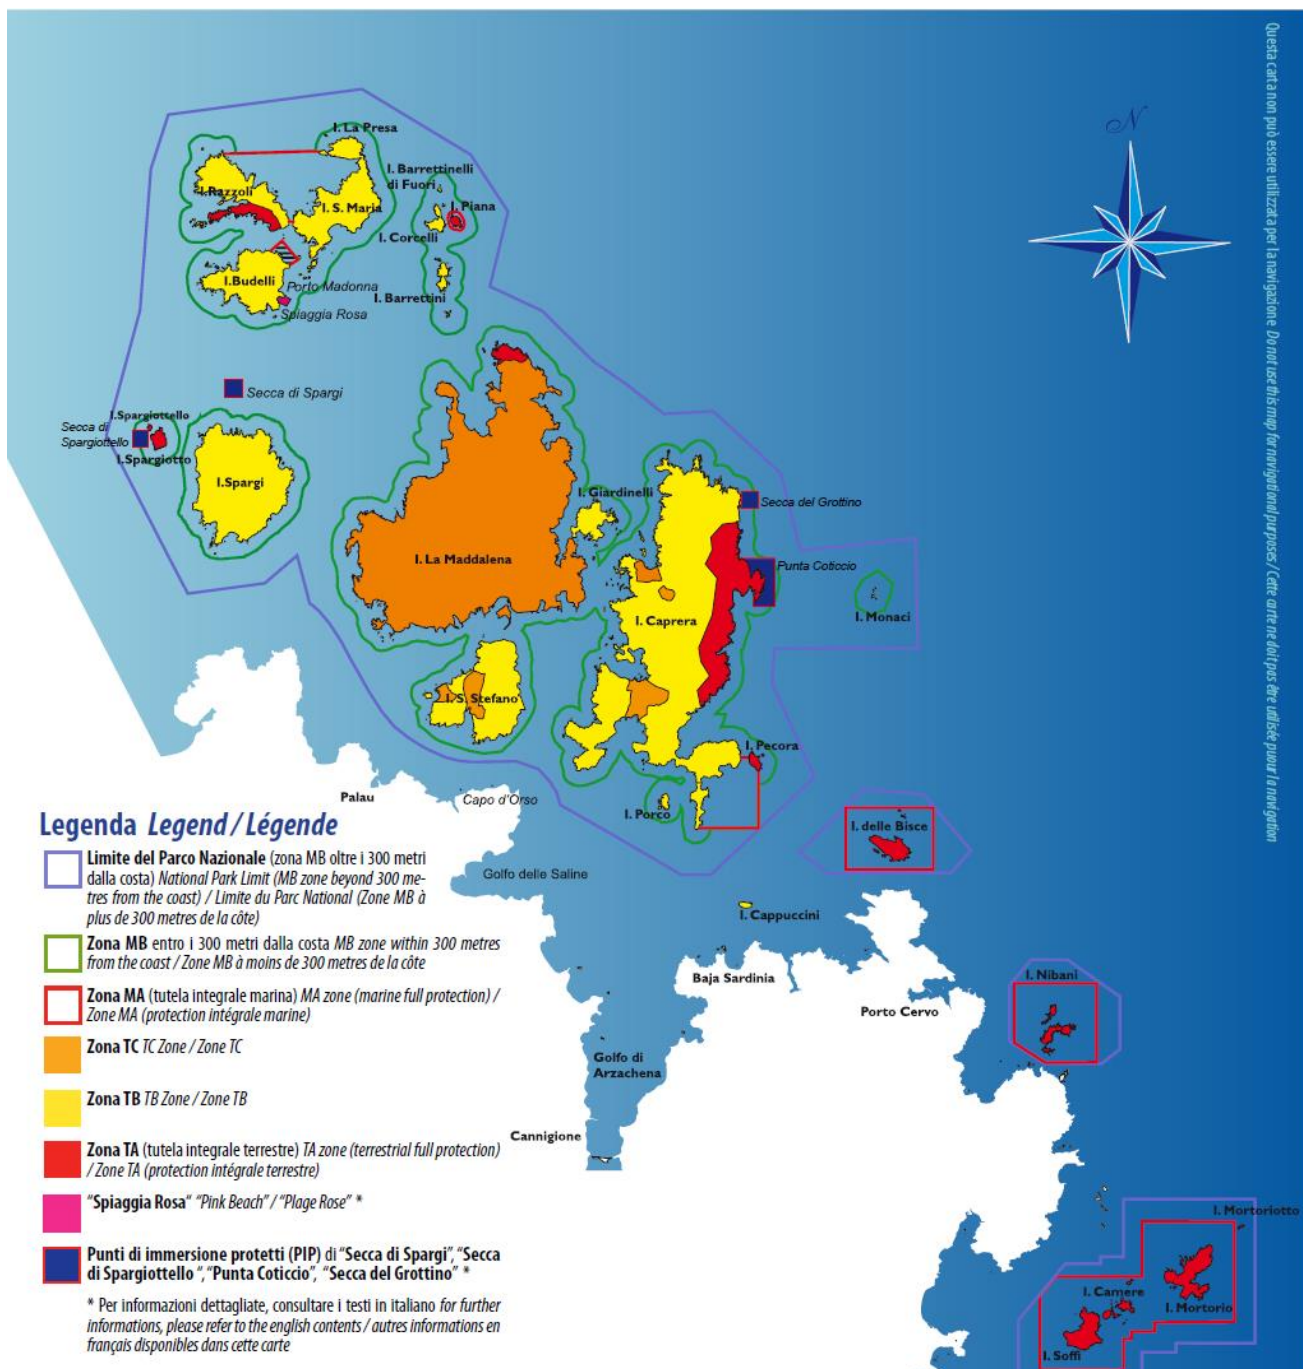 N
Questa carta non può essere utilizzata per la navigazione Do not use this map for navigational purposes / Cette carte ne doit pas être utilisée pour la navigation
I. La Presa
I. Barrettinelli
di Fuori
I.Razzoli
I. S. Maria
I. Piana
I. Corcelli
I.Budelli
Porto Madonna
I. Barrettini
Spiaggia Rosa
Secca di Spargi
I.Spargiottello
Secca di
Spargiottello
I.Spargiotto
I.Spargi
I. Giardinelli
Secca del Grottino
I. La Maddalena
Punta Coticcio
I. Caprera
I. Monaci
I. S. Stefano
I. Pecora
Palau
Capo d'Orso
I. Porco
I. delle Bisce
Golfo delle Saline
I. Cappuccini
Baja Sardinia
I. Nibani
Porto Cervo
Golfo di
Arzachena
Cannigione
I. Mortoriotto
I. Camere
I. Mortorio
I. Soffi
Legenda Legend / Légende
Limite del Parco Nazionale (zona MB oltre i 300 metri
dalla costa) National Park Limit (MB zone beyond 300 me-
tres from the coast) / Limite du Parc National (Zone MB à
plus de 300 metres de la côte)
Zona MB entro i 300 metri dalla costa MB zone within 300 metres
from the coast / Zone MB à moins de 300 metres de la côte
Zona MA (tutela integrale marina) MA zone (marine full protection) /
Zone MA (protection intégrale marine)
Zona TC TC Zone / Zone TC
Zona TB TB Zone / Zone TB
Zona TA (tutela integrale terrestre) TA zone (terrestrial full protection)
/ Zone TA (protection intégrale terrestre)
"Spiaggia Rosa" "Pink Beach" / "Plage Rose" *
Punti di immersione protetti (PIP) di "Secca di Spargi", "Secca
di Spargiottello ", "Punta Coticcio", "Secca del Grottino" *
* Per informazioni dettagliate, consultare i testi in italiano for further
informations, please refer to the english contents / autres informations en
français disponibles dans cette carte